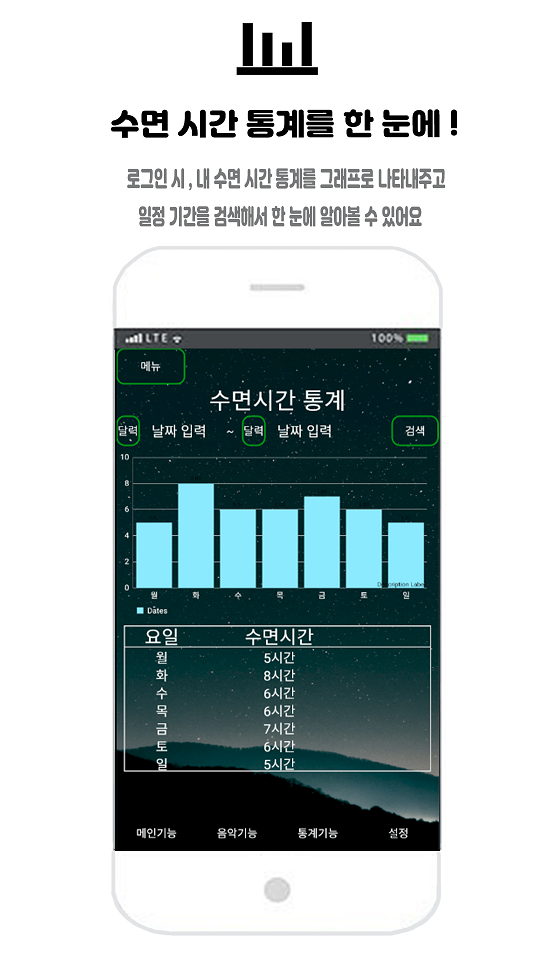 수면 시간 통계를 한 눈에 !
로그인 시 , 내 수면 시간 통계를 그래프로 나타내주고
일정 기간을 검색해서 한 눈에 알아볼 수 있어요
LTE 100%
메뉴
수면시간 통계
달력 날짜 입력 ~ 달력 날짜 입력 검색
10
8
6
4
2
0
월 화 수 목 금 토 일
Description Label
Dates
요일 수면시간
월 5시간
화 8시간
수 6시간
목 6시간
금 7시간
토 6시간
일 5시간
메인기능 음악기능 통계기능 설정